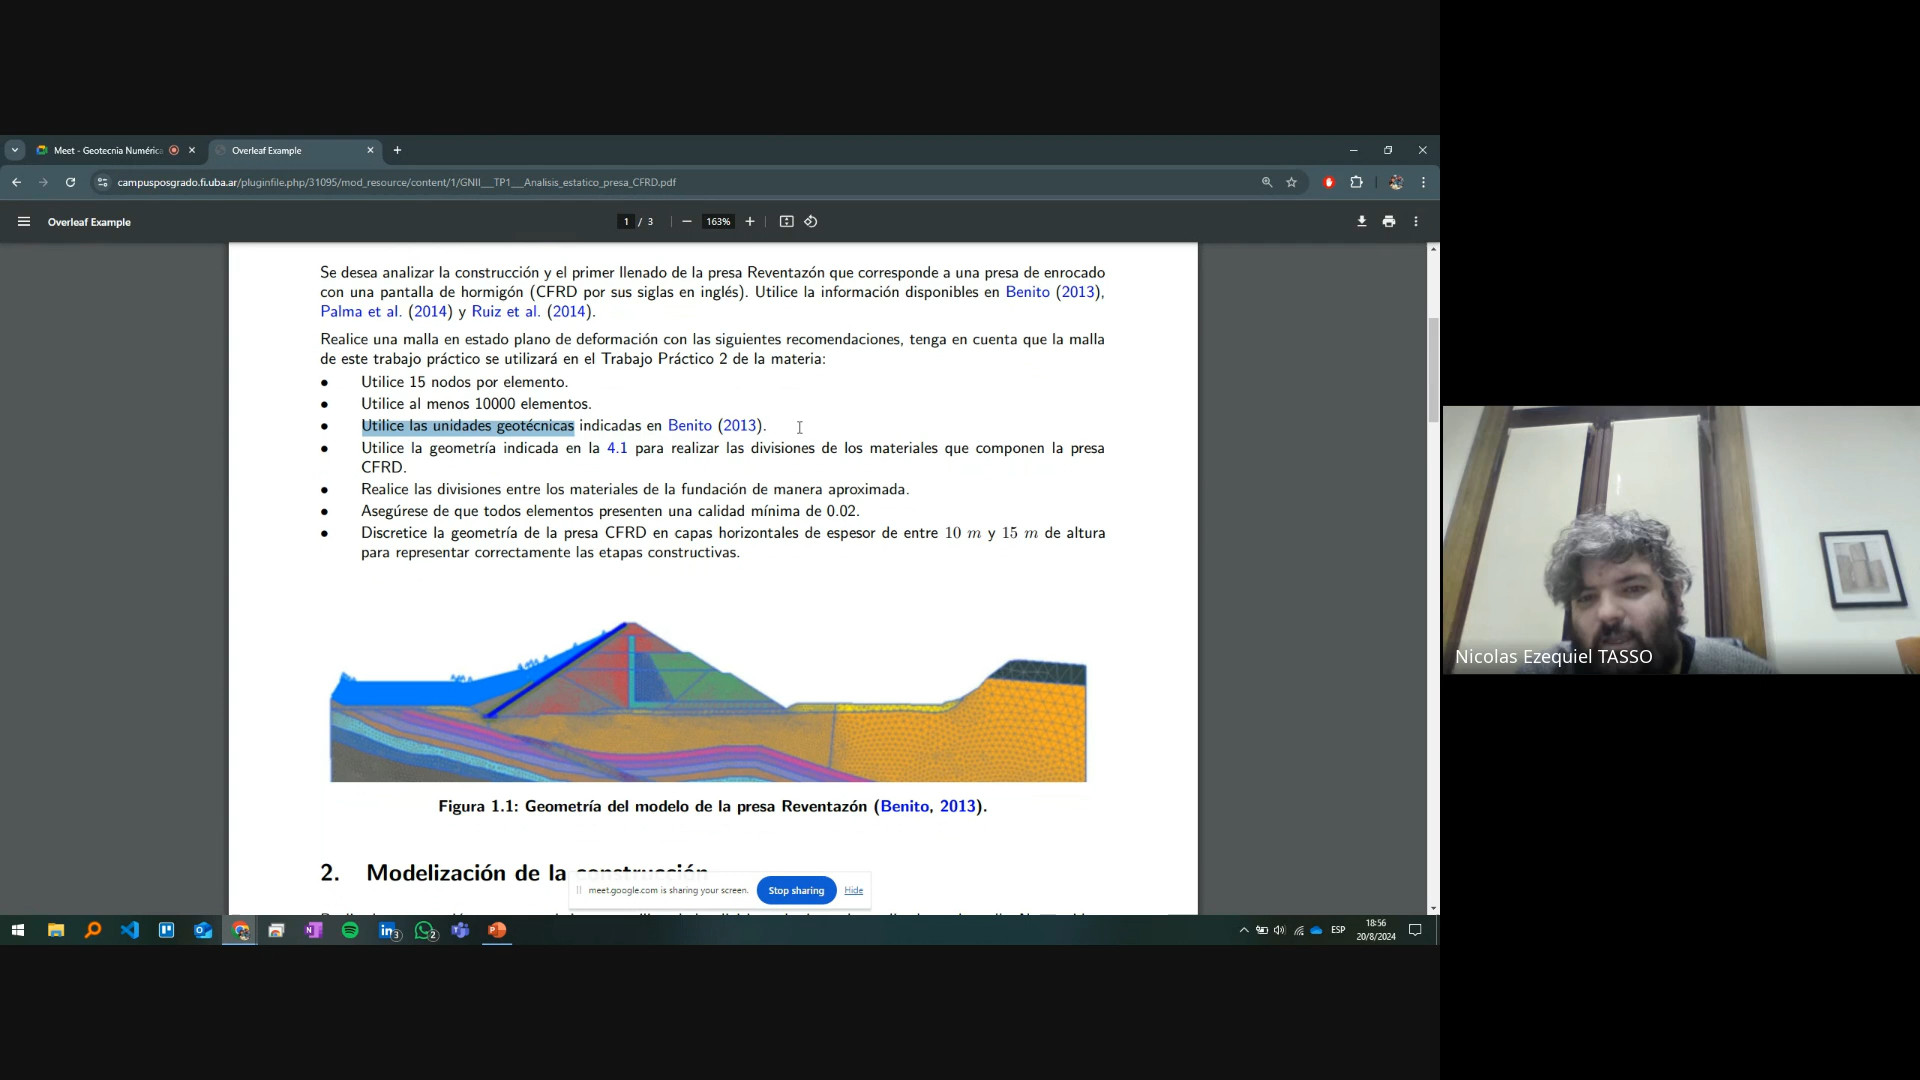 Meet - Geotecnia Numéric
Overleaf Example
campusposgrado.fi.uba.ar/pluginfile.php/31095/mod_resource/content/1/GNII__TP1__Analisis_estatico_presa_CFRD.pdf
Overleaf Example
1 / 3
163%
Se desea analizar la construcción y el primer llenado de la presa Reventazón que corresponde a una presa de enrocado
con una pantalla de hormigón (CFRD por sus siglas en inglés). Utilice la información disponibles en Benito (2013),
Palma et al. (2014) y Ruiz et al. (2014).
Realice una malla en estado plano de deformación con las siguientes recomendaciones, tenga en cuenta que la malla
de este trabajo práctico se utilizará en el Trabajo Práctico 2 de la materia:
• Utilice 15 nodos por elemento.
• Utilice al menos 10000 elementos.
• Utilice las unidades geotécnicas indicadas en Benito (2013).
• Utilice la geometría indicada en la 4.1 para realizar las divisiones de los materiales que componen la presa
CFRD.
• Realice las divisiones entre los materiales de la fundación de manera aproximada.
• Asegúrese de que todos elementos presenten una calidad mínima de 0.02.
• Discretice la geometría de la presa CFRD en capas horizontales de espesor de entre 10 m y 15 m de altura
para representar correctamente las etapas constructivas.
Figura 1.1: Geometría del modelo de la presa Reventazón (Benito, 2013).
2. Modelización de la construcción
meet.google.com is sharing your screen.
Stop sharing
Hide
ESP
18:56
20/8/2024
Nicolas Ezequiel TASSO